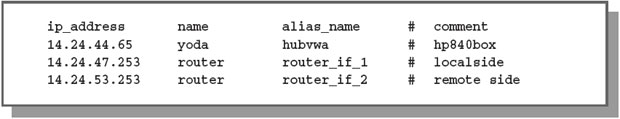 ip_address name alias_name # comment
14.24.44.65 yoda hubvwa # hp840box
14.24.47.253 router router_if_1 # localside
14.24.53.253 router router_if_2 # remote side